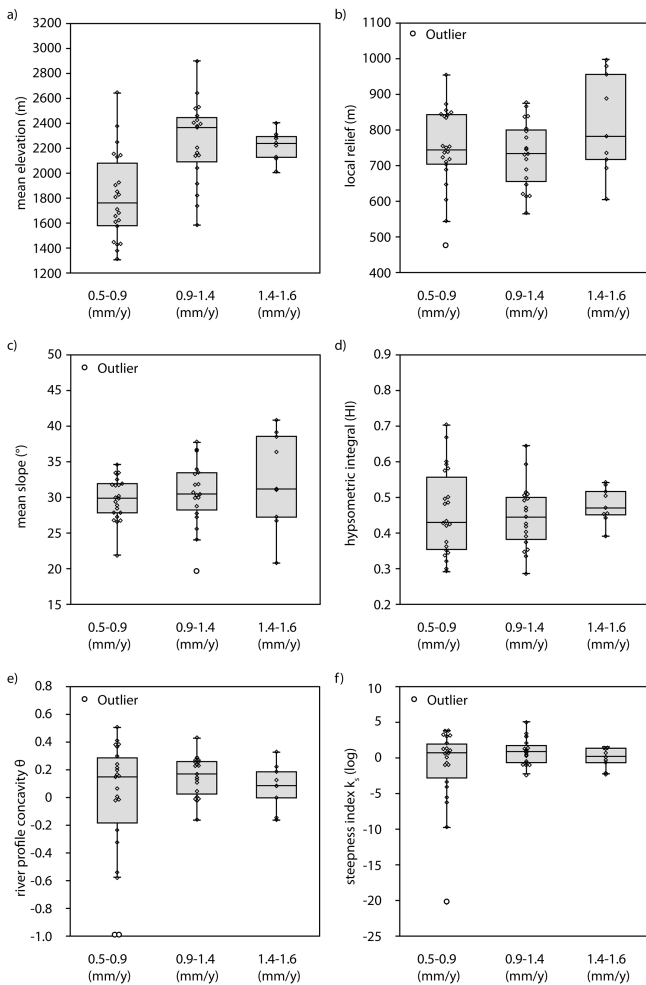 a)
mean elevation (m)
3200
3000
2800
2600
2400
2200
2000
1800
1600
1400
1200
0.5-0.9 0.9-1.4 1.4-1.6
(mm/y) (mm/y) (mm/y)
b)
local relief (m)
Outlier
1100
1000
900
800
700
600
500
400
0.5-0.9 0.9-1.4 1.4-1.6
(mm/y) (mm/y) (mm/y)
c)
mean slope (°)
Outlier
50
45
40
35
30
25
20
15
0.5-0.9 0.9-1.4 1.4-1.6
(mm/y) (mm/y) (mm/y)
d)
hypsometric integral (HI)
0.9
0.8
0.7
0.6
0.5
0.4
0.3
0.2
0.5-0.9 0.9-1.4 1.4-1.6
(mm/y) (mm/y) (mm/y)
e)
river profile concavity θ
Outlier
0.8
0.6
0.4
0.2
0
-0.2
-0.4
-0.6
-0.8
-1.0
0.5-0.9 0.9-1.4 1.4-1.6
(mm/y) (mm/y) (mm/y)
f)
steepness index ks (log)
Outlier
10
5
0
-5
-10
-15
-20
-25
0.5-0.9 0.9-1.4 1.4-1.6
(mm/y) (mm/y) (mm/y)